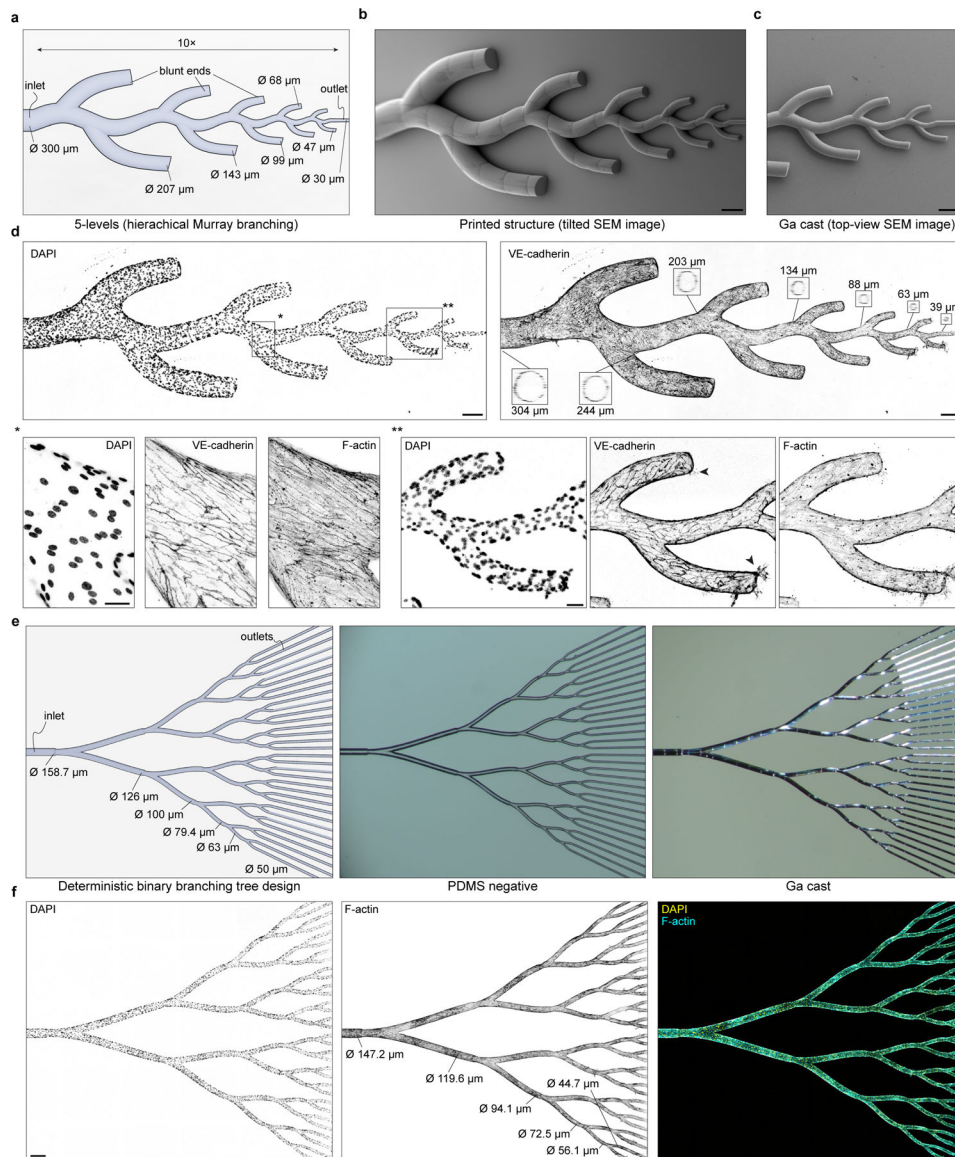 a
10×
blunt ends
Ø 68 µm
outlet
inlet
Ø 300 µm
Ø 47 µm
Ø 99 µm
Ø 30 µm
Ø 143 µm
Ø 207 µm
5-levels (hierachical Murray branching)
b
Printed structure (tilted SEM image)
c
Ga cast (top-view SEM image)
d
DAPI
*
**
VE-cadherin
203 µm
134 µm
88 µm
63 µm
39 µm
304 µm
244 µm
*
DAPI
VE-cadherin
F-actin
**
DAPI
VE-cadherin
F-actin
e
outlets
inlet
Ø 158.7 µm
Ø 126 µm
Ø 100 µm
Ø 79.4 µm
Ø 63 µm
Ø 50 µm
Deterministic binary branching tree design
PDMS negative
Ga cast
f
DAPI
F-actin
Ø 147.2 µm
Ø 119.6 µm
Ø 44.7 µm
Ø 94.1 µm
Ø 72.5 µm
Ø 56.1 µm
DAPI
F-actin